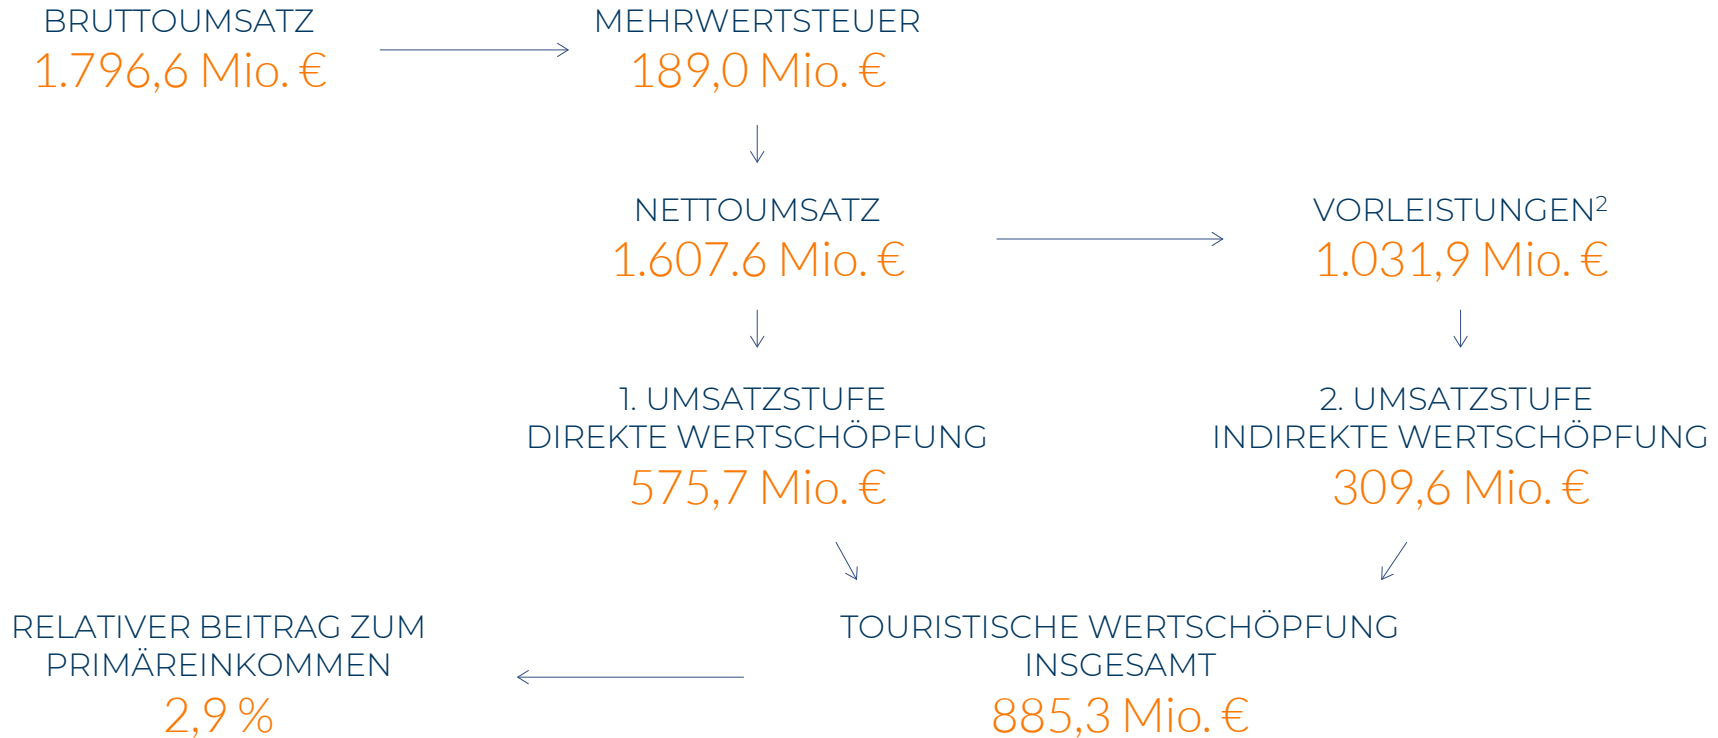 BRUTTOUMSATZ
1.796,6 Mio. €
MEHRWERTSTEUER
189,0 Mio. €
NETTOUMSATZ
1.607.6 Mio. €
VORLEISTUNGEN²
1.031,9 Mio. €
1. UMSATZSTUFE
DIREKTE WERTSCHÖPFUNG
575,7 Mio. €
2. UMSATZSTUFE
INDIREKTE WERTSCHÖPFUNG
309,6 Mio. €
RELATIVER BEITRAG ZUM
PRIMÄREINKOMMEN
2,9 %
TOURISTISCHE WERTSCHÖPFUNG
INSGESAMT
885,3 Mio. €